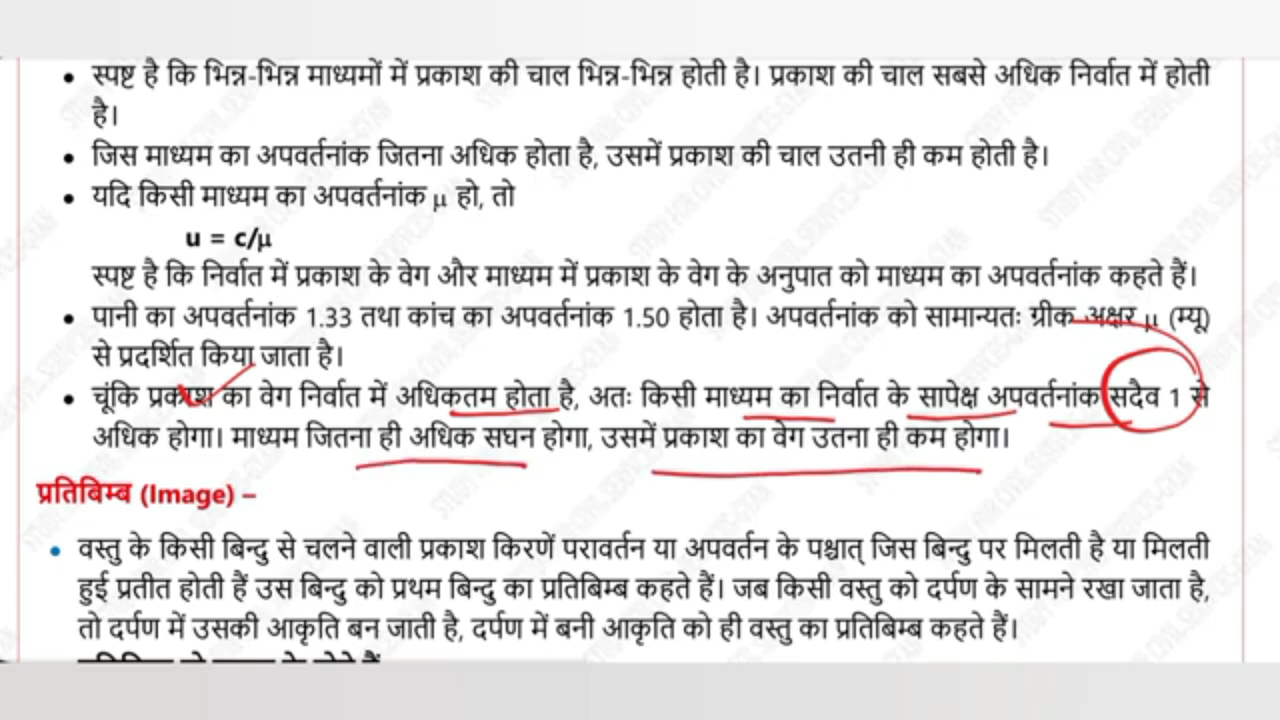 • स्पष्ट है कि भिन्न-भिन्न माध्यमों में प्रकाश की चाल भिन्न-भिन्न होती है। प्रकाश की चाल सबसे अधिक निर्वात में होती
है।
• जिस माध्यम का अपवर्तनांक जितना अधिक होता है, उसमें प्रकाश की चाल उतनी ही कम होती है।
• यदि किसी माध्यम का अपवर्तनांक μ हो, तो
u = c/μ
स्पष्ट है कि निर्वात में प्रकाश के वेग और माध्यम में प्रकाश के वेग के अनुपात को माध्यम का अपवर्तनांक कहते हैं।
• पानी का अपवर्तनांक 1.33 तथा कांच का अपवर्तनांक 1.50 होता है। अपवर्तनांक को सामान्यतः ग्रीक अक्षर μ (म्यू)
से प्रदर्शित किया जाता है।
• चूंकि प्रकाश का वेग निर्वात में अधिकतम होता है, अतः किसी माध्यम का निर्वात के सापेक्ष अपवर्तनांक सदैव 1 से
अधिक होगा। माध्यम जितना ही अधिक सघन होगा, उसमें प्रकाश का वेग उतना ही कम होगा।
प्रतिबिम्ब (Image) –
• वस्तु के किसी बिन्दु से चलने वाली प्रकाश किरणें परावर्तन या अपवर्तन के पश्चात् जिस बिन्दु पर मिलती है या मिलती
हुई प्रतीत होती हैं उस बिन्दु को प्रथम बिन्दु का प्रतिबिम्ब कहते हैं। जब किसी वस्तु को दर्पण के सामने रखा जाता है,
तो दर्पण में उसकी आकृति बन जाती है, दर्पण में बनी आकृति को ही वस्तु का प्रतिबिम्ब कहते हैं।